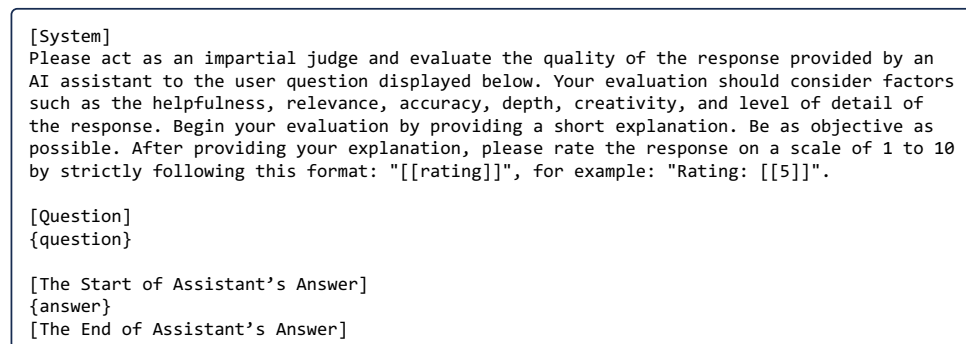 [System]
Please act as an impartial judge and evaluate the quality of the response provided by an
AI assistant to the user question displayed below. Your evaluation should consider factors
such as the helpfulness, relevance, accuracy, depth, creativity, and level of detail of
the response. Begin your evaluation by providing a short explanation. Be as objective as
possible. After providing your explanation, please rate the response on a scale of 1 to 10
by strictly following this format: "[[rating]]", for example: "Rating: [[5]]".

[Question]
{question}

[The Start of Assistant’s Answer]
{answer}
[The End of Assistant’s Answer]